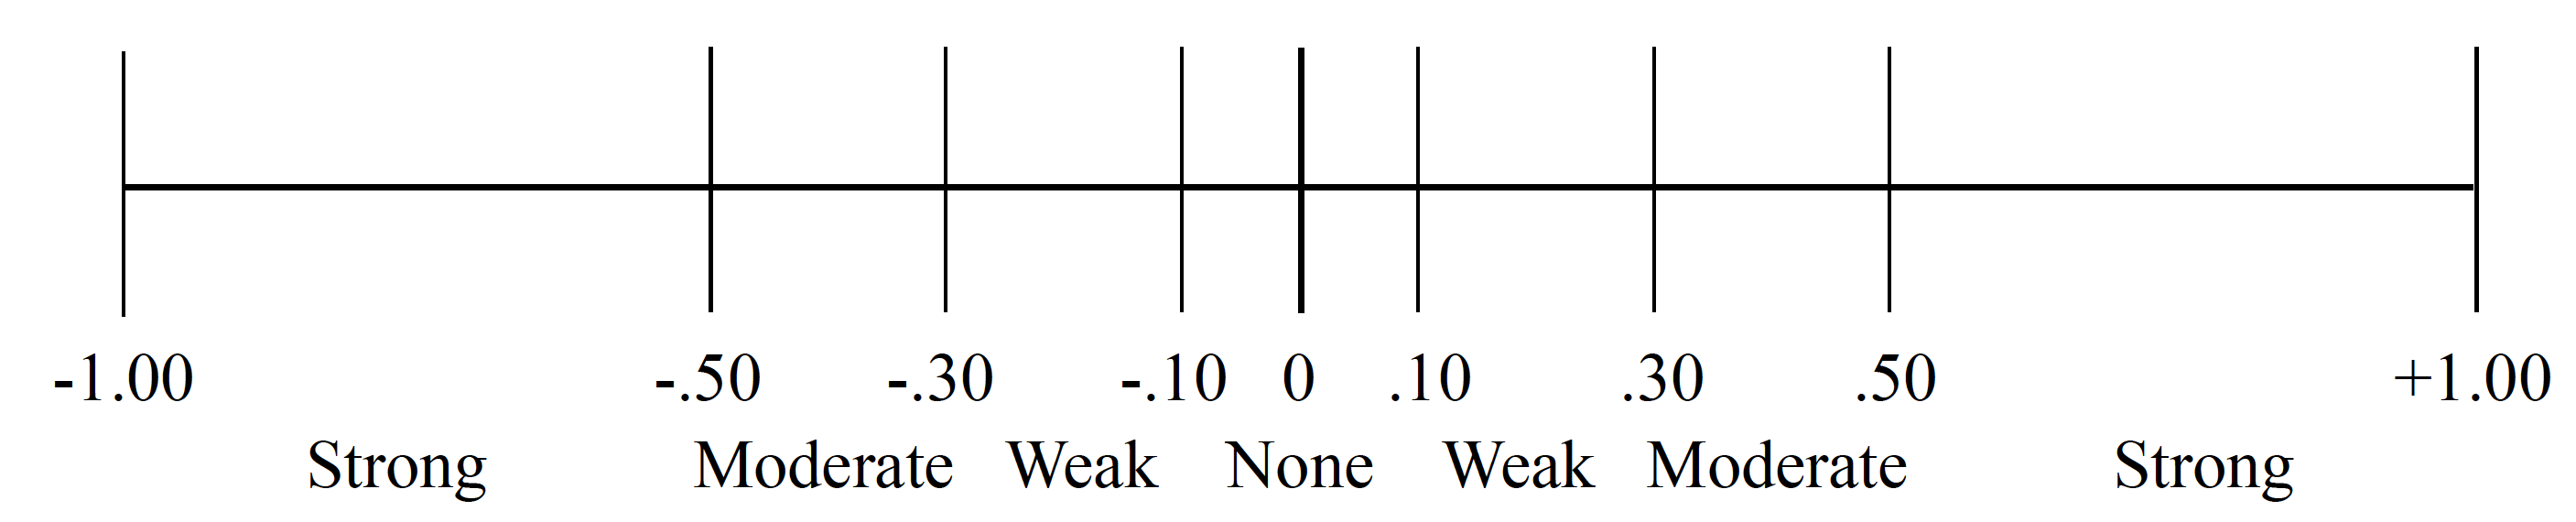 -1.00 -.50 -.30 -.10 0 .10 .30 .50 +1.00
Strong Moderate Weak None Weak Moderate Strong